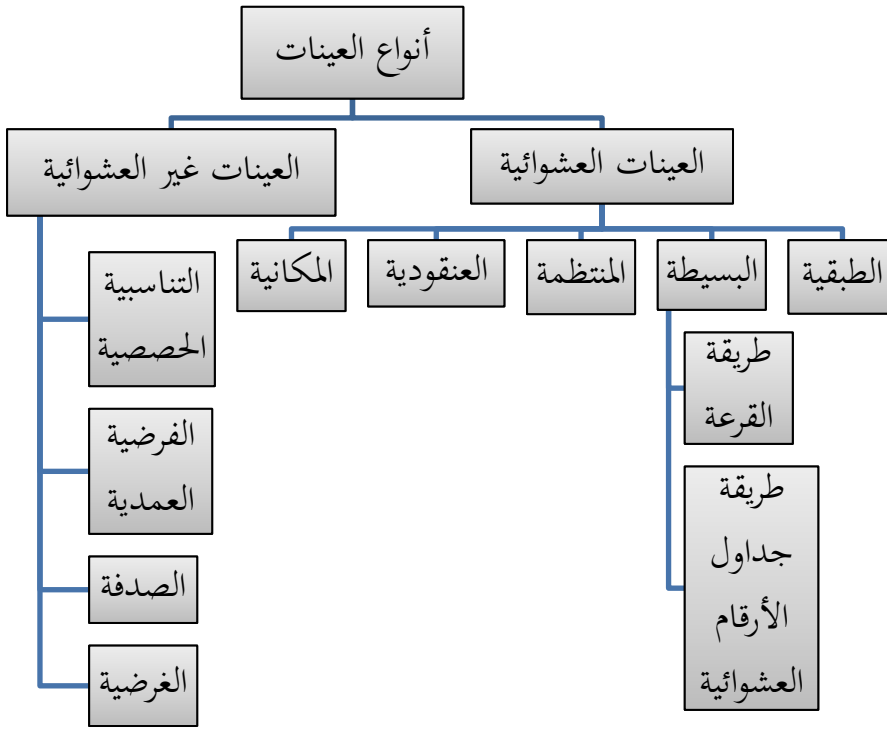 أنواع العينات
العينات العشوائية
العينات غير العشوائية
الطبقية
البسيطة
المنتظمة
العنقودية
المكانية
طريقة
القرعة
طريقة
جداول
الأرقام
العشوائية
التناسبية
الحصصية
الفرضية
العمدية
الصدفة
الغرضية